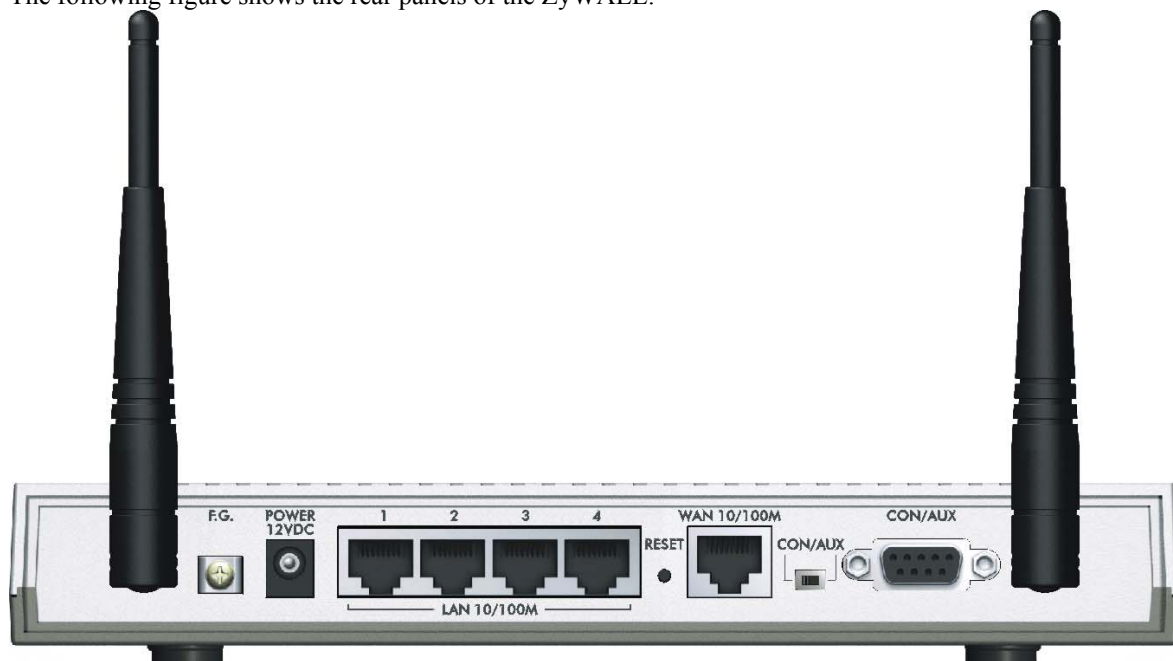 The following figure shows the rear panels of the ZyWALL.
F.G.
POWER
12VDC
1 2 3 4
LAN 10/100M
RESET
WAN 10/100M
CON/AUX
CON/AUX